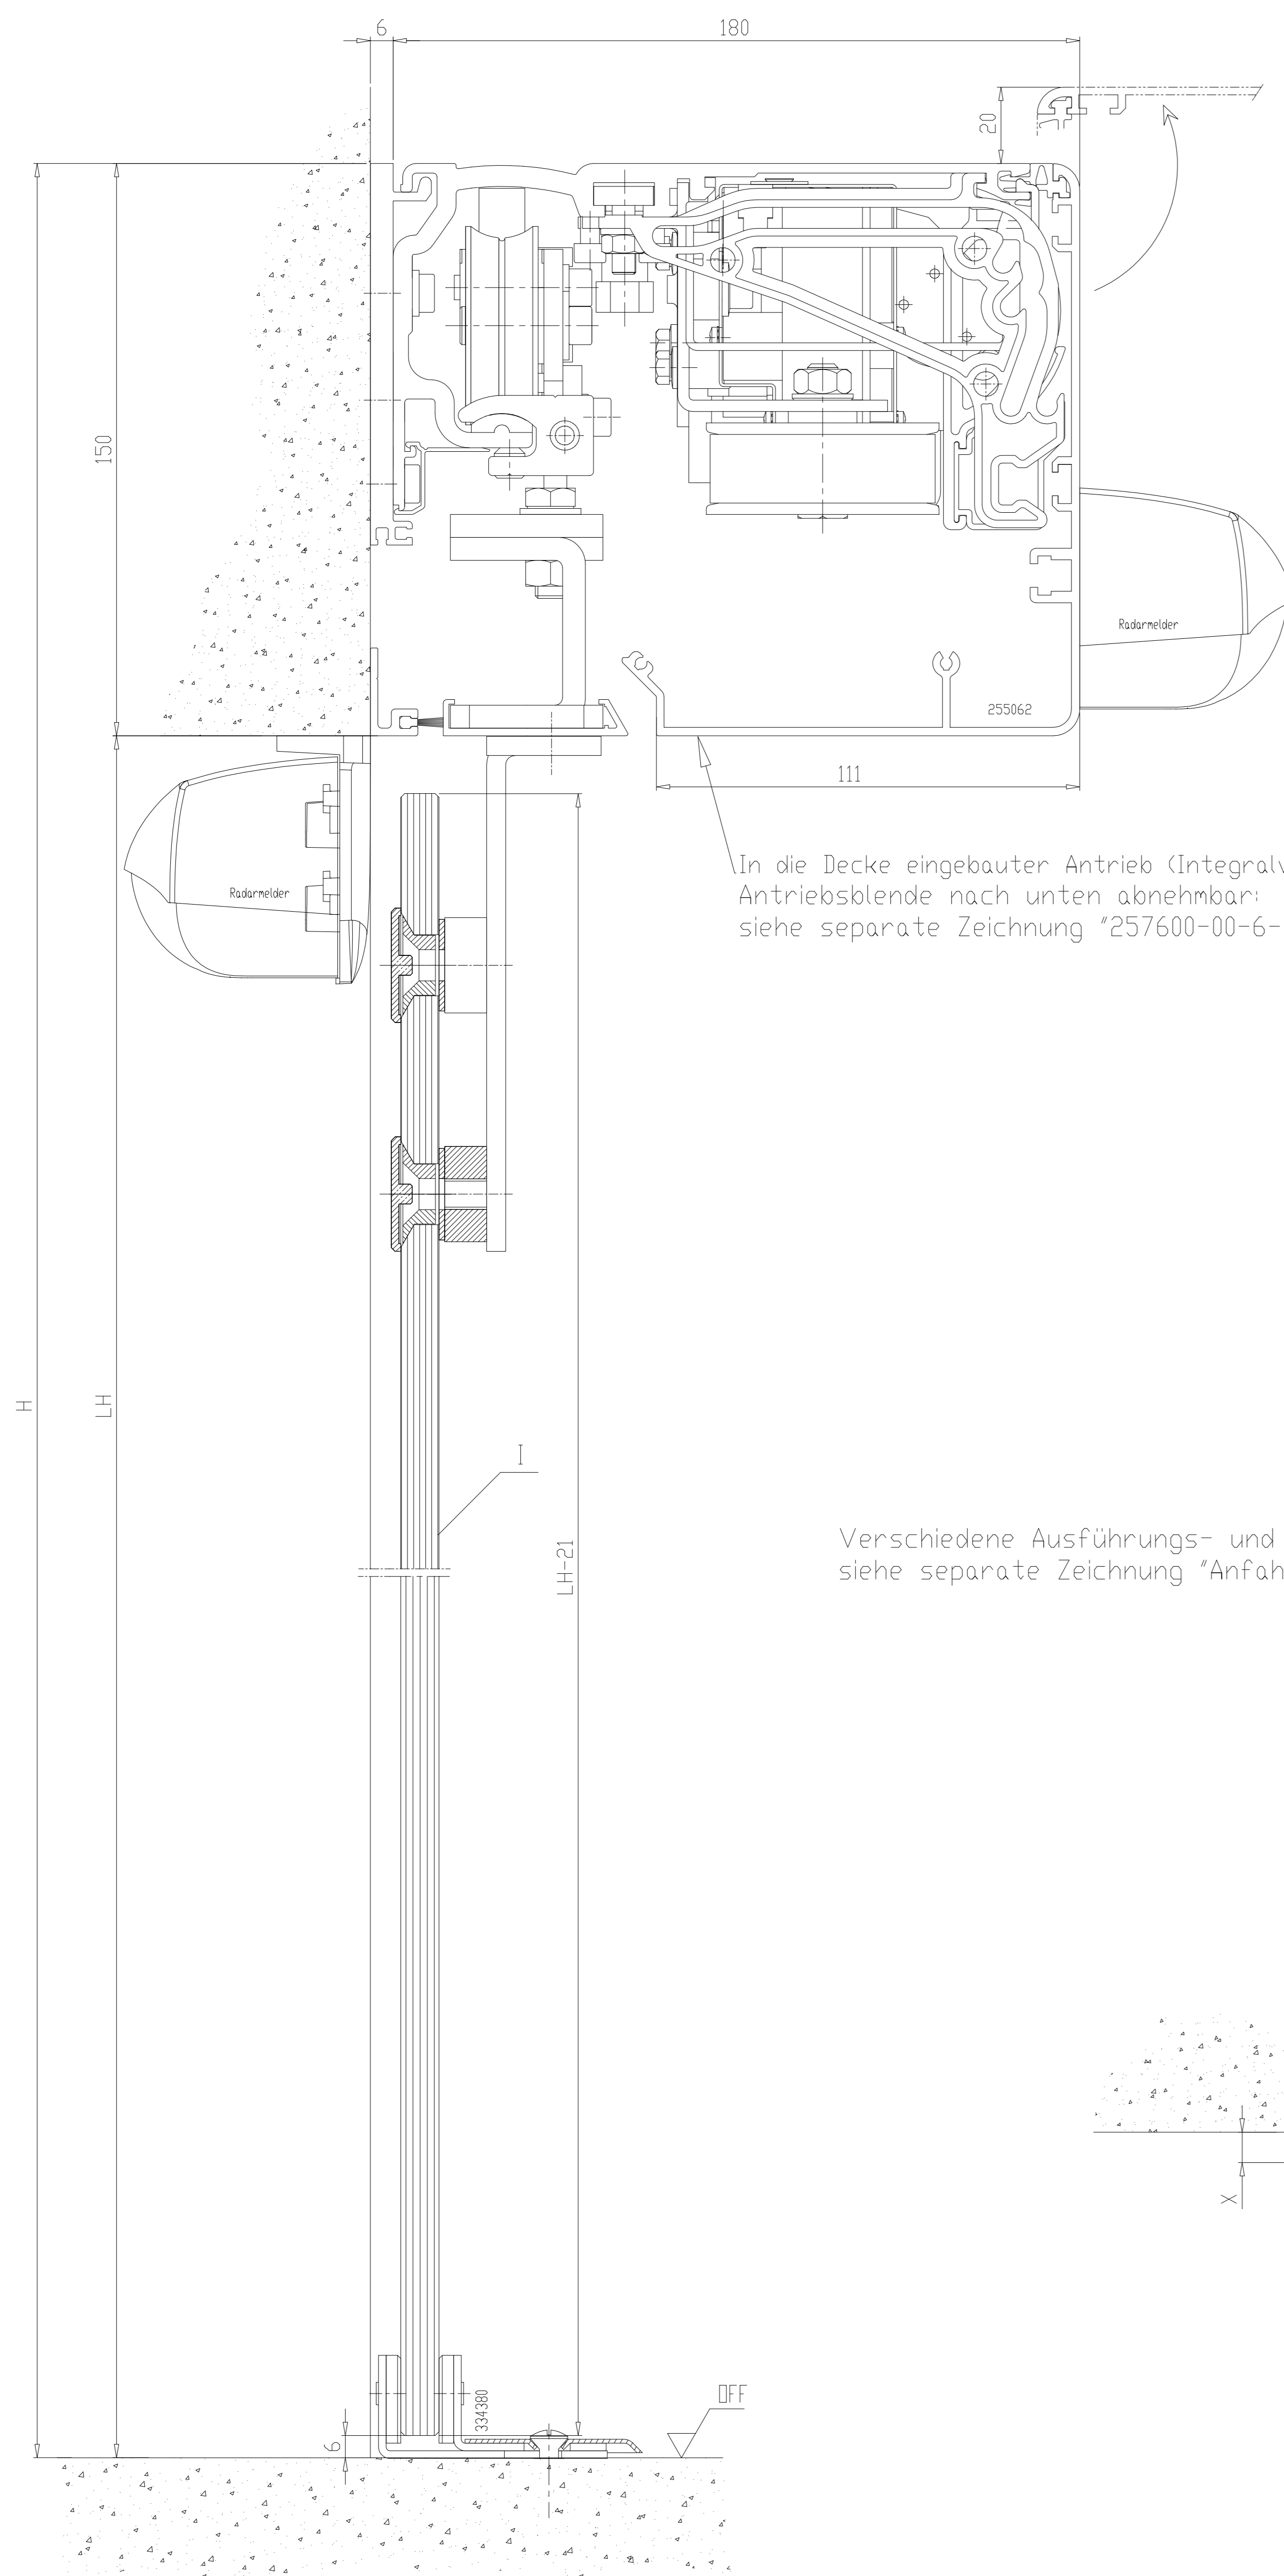 6
180
20
150
Radarmelder
255062
111
In die Decke eingebauter Antrieb (Integralv
Antriebsblende nach unten abnehmbar;
siehe separate Zeichnung "257600-00-6-
Radarmelder
H
LH
I
LH-21
Verschiedene Ausführungs- und
siehe separate Zeichnung "Anfah
X
OFF
334380
6